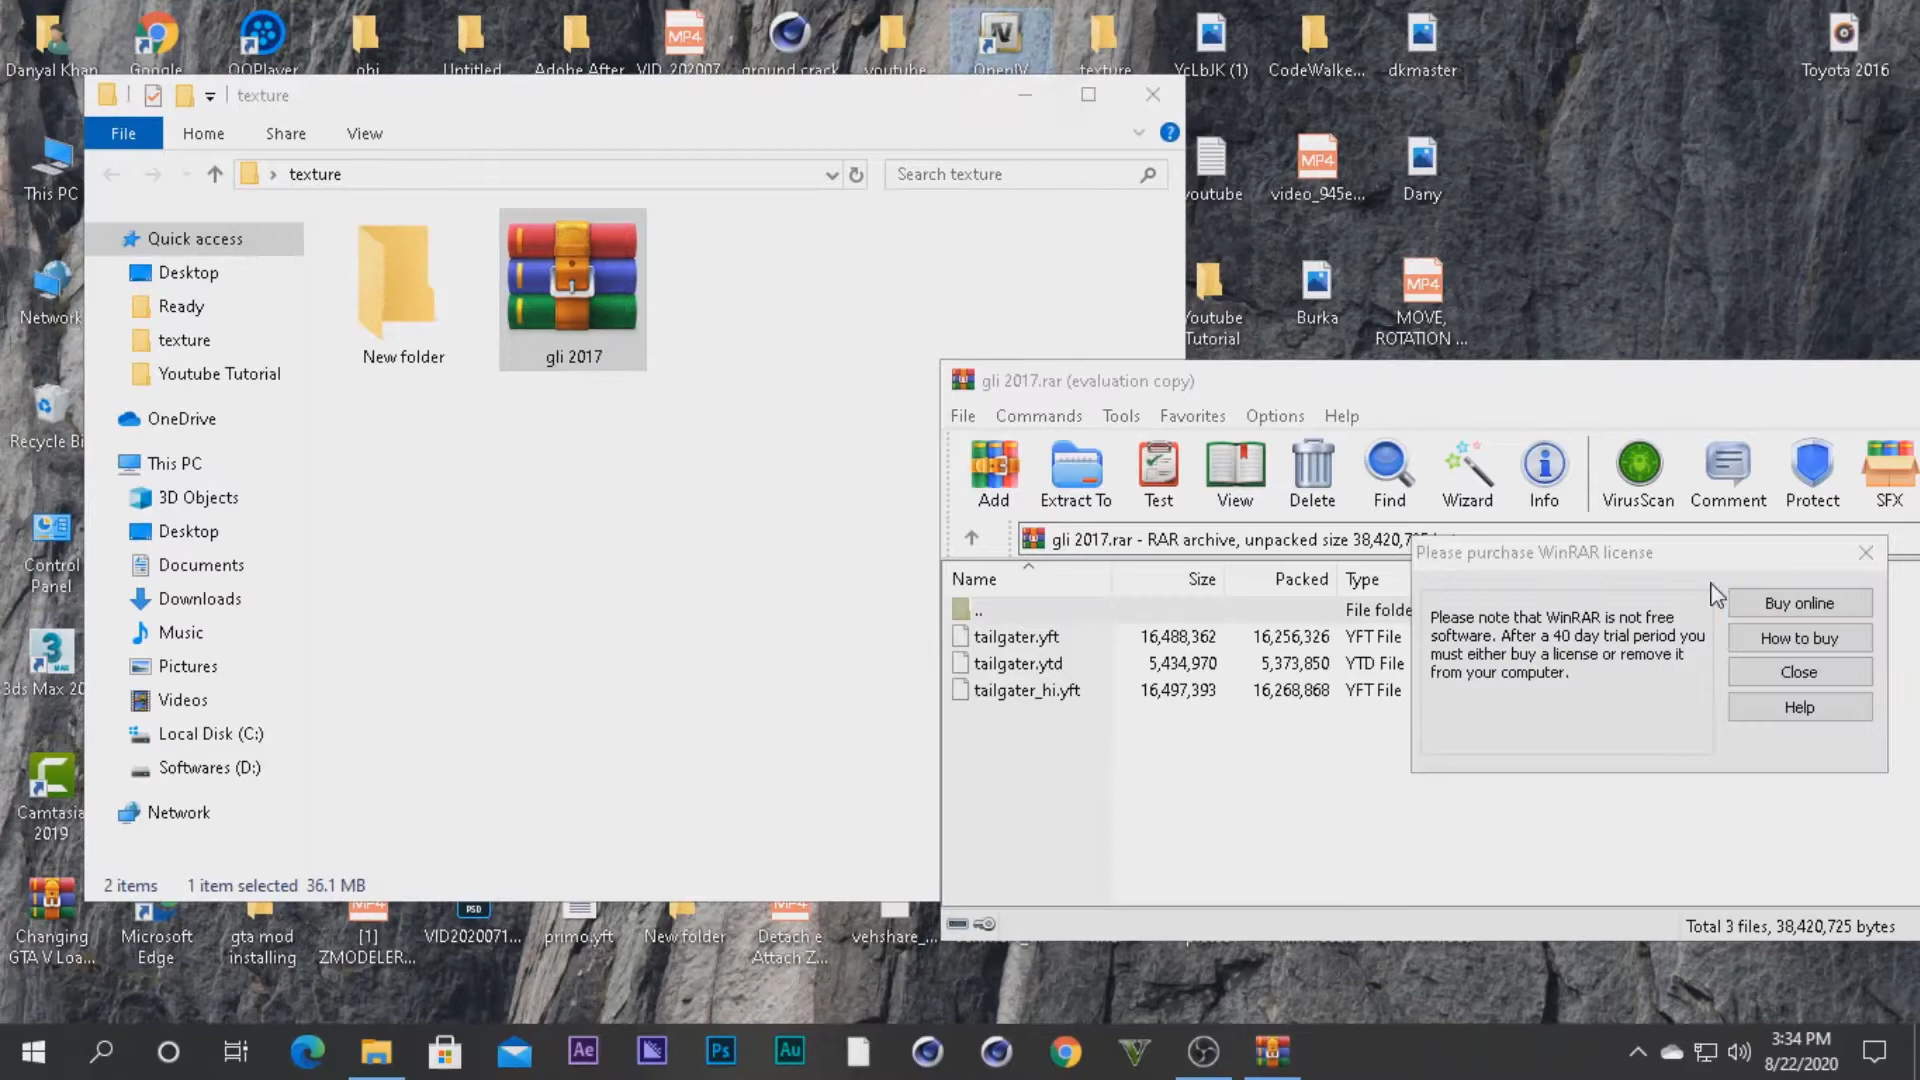 Danyal Khan
Google
QQPlayer
obj
Untitled
Adobe After
VID_202007...
ground crack
youtube
OpenIV
texture
YcLbJK (1)
CodeWalke...
dkmaster
Toyota 2016
texture
File
Home
Share
View
texture
Search texture
This PC
youtube
video_945e...
Dany
Quick access
Desktop
Ready
texture
Youtube Tutorial
OneDrive
This PC
3D Objects
Desktop
Documents
Downloads
Music
Pictures
Videos
Local Disk (C:)
Softwares (D:)
Network
New folder
gli 2017
Network
Youtube
Tutorial
Burka
MOVE,
ROTATION ...
Recycle Bi
Control
Panel
3ds Max 20
Camtasia
2019
2 items
1 item selected 36.1 MB
gli 2017.rar (evaluation copy)
File
Commands
Tools
Favorites
Options
Help
Add
Extract To
Test
View
Delete
Find
Wizard
Info
VirusScan
Comment
Protect
SFX
gli 2017.rar - RAR archive, unpacked size 38,420,7
Name
Size
Packed
Type
..
File folde
tailgater.yft
16,488,362
16,256,326
YFT File
tailgater.ytd
5,434,970
5,373,850
YTD File
tailgater_hi.yft
16,497,393
16,268,868
YFT File
Please purchase WinRAR license
Please note that WinRAR is not free
software. After a 40 day trial period you
must either buy a license or remove it
from your computer.
Buy online
How to buy
Close
Help
Total 3 files, 38,420,725 bytes
Changing
GTA V Loa...
Microsoft
Edge
gta mod
installing
[1]
ZMODELER...
VID2020071...
primo.yft
New folder
Detach e
Attach Z...
vehshare_...
3:34 PM
8/22/2020